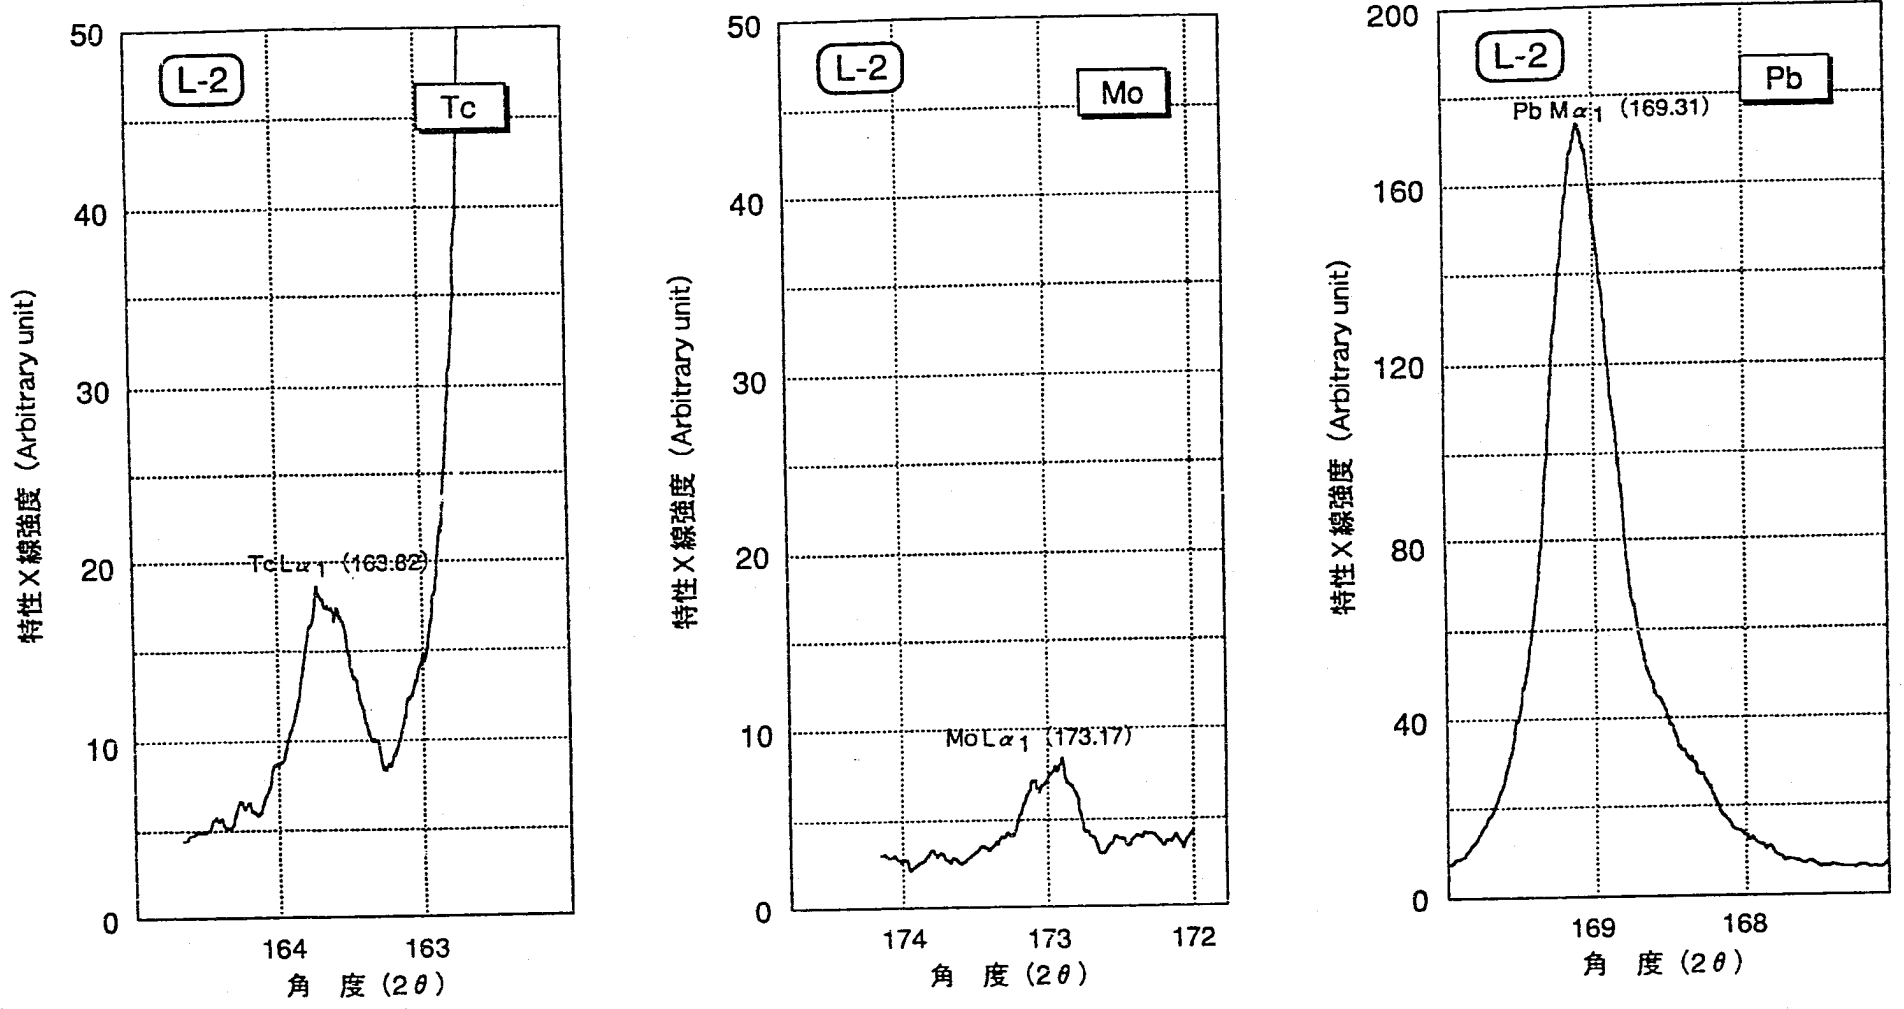 50
40
30
20
10
0
L-2
Tc
Tc Lα1 (163.82)
164
163
角 度 (2θ)
特性X線強度 (Arbitrary unit)
50
40
30
20
10
0
L-2
Mo
Mo Lα1 (173.17)
174
173
172
角 度 (2θ)
特性X線強度 (Arbitrary unit)
200
160
120
80
40
0
L-2
Pb
Pb Mα1 (169.31)
169
168
角 度 (2θ)
特性X線強度 (Arbitrary unit)